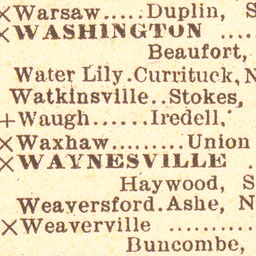 ×Warsaw.....Duplin, S
×WASHINGTON ....
Beaufort,
Water Lily.Currituck, N
Watkinsville..Stokes,
+Waugh......Iredell,
×Waxhaw.........Union
×WAYNESVILLE .
Haywood, S
Weaversford.Ashe, N
×Weaverville ..........
Buncombe,